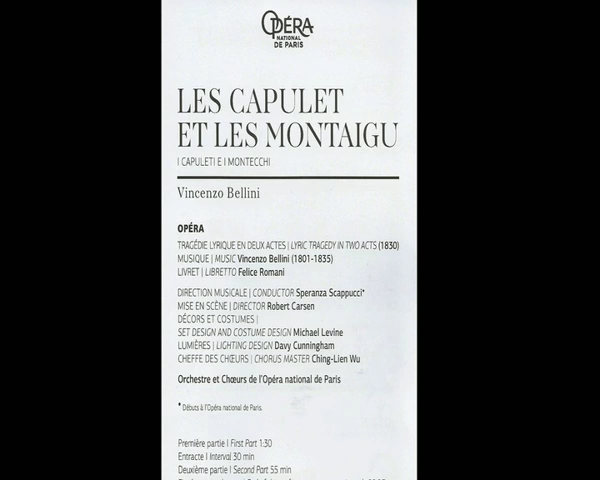 OPÉRA
NATIONAL
DE PARIS
LES CAPULET
ET LES MONTAIGU
I CAPULETI E I MONTECCHI
Vincenzo Bellini
OPÉRA
TRAGÉDIE LYRIQUE EN DEUX ACTES | LYRIC TRAGEDY IN TWO ACTS (1830)
MUSIQUE | MUSIC Vincenzo Bellini (1801-1835)
LIVRET | LIBRETTO Felice Romani
DIRECTION MUSICALE | CONDUCTOR Speranza Scappucci*
MISE EN SCÈNE | DIRECTOR Robert Carsen
DÉCORS ET COSTUMES |
SET DESIGN AND COSTUME DESIGN Michael Levine
LUMIÈRES | LIGHTING DESIGN Davy Cunningham
CHEFFE DES CHŒURS | CHORUS MASTER Ching-Lien Wu
Orchestre et Chœurs de l'Opéra national de Paris
* Débuts à l'Opéra national de Paris.
Première partie | First Part 1:30
Entracte | Interval 30 min
Deuxième partie | Second Part 55 min